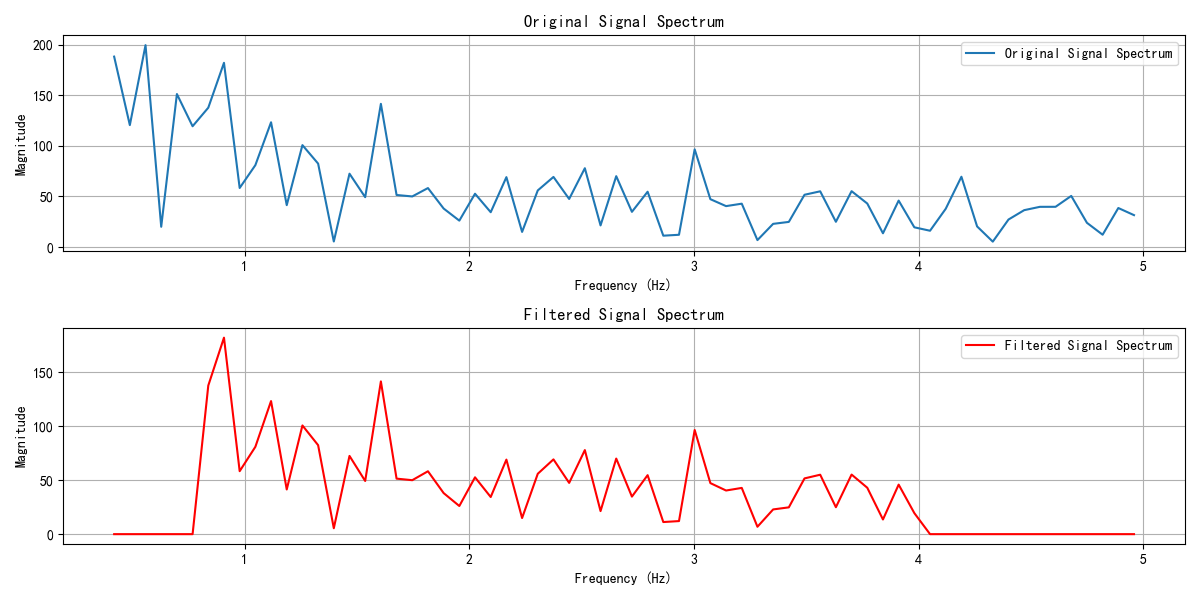 Original Signal Spectrum
Original Signal Spectrum
200
150
100
50
0
Magnitude
1 2 3 4 5
Frequency (Hz)
Filtered Signal Spectrum
Filtered Signal Spectrum
150
100
50
0
Magnitude
1 2 3 4 5
Frequency (Hz)